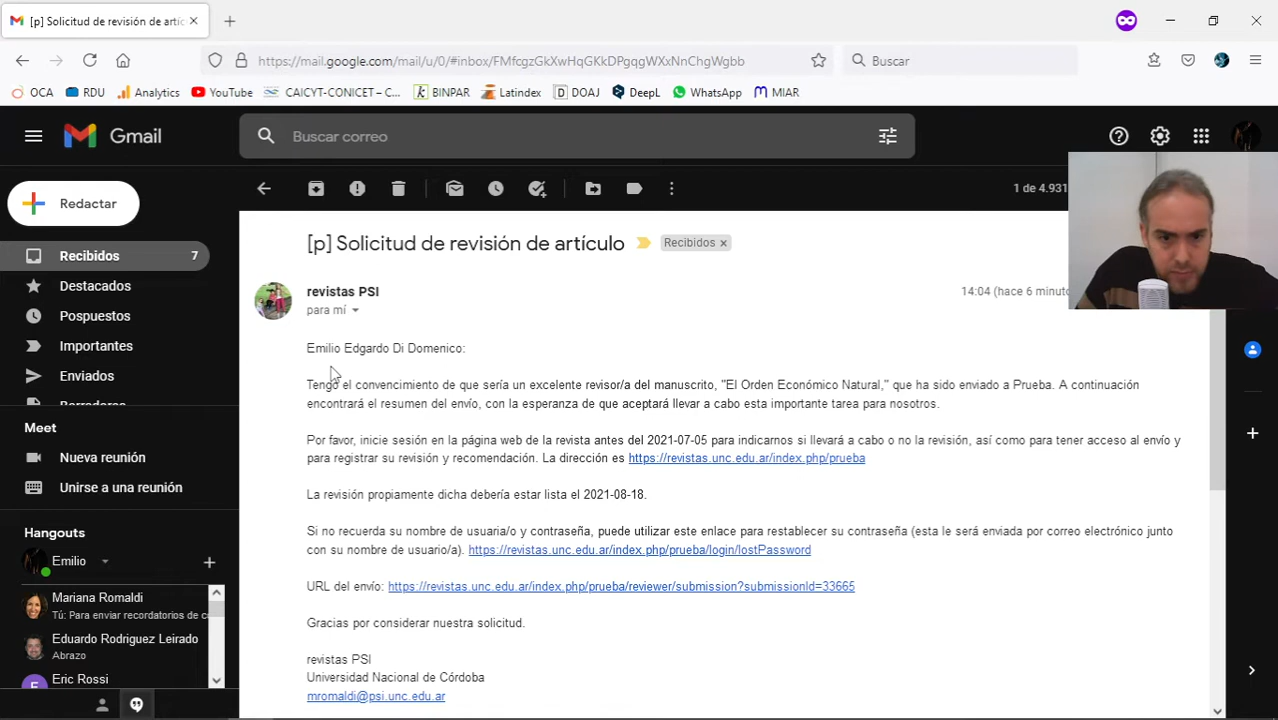 [p] Solicitud de revisión de artíc
https://mail.google.com/mail/u/0/#inbox/FMfcgzGkXwHqGKkDPgqgWXxNnChgWgbb
Buscar
OCA
RDU
Analytics
YouTube
CAICYT-CONICET – C...
BINPAR
Latindex
DOAJ
DeepL
WhatsApp
MIAR
Gmail
Buscar correo
Redactar
1 de 4.931
Recibidos 7
Destacados
Pospuestos
Importantes
Enviados
Meet
Nueva reunión
Unirse a una reunión
Hangouts
Emilio
Mariana Romaldi
Tú: Para enviar recordatorios de co
Eduardo Rodriguez Leirado
Abrazo
Eric Rossi
[p] Solicitud de revisión de artículo
Recibidos x
revistas PSI
14:04 (hace 6 minuto
para mí
Emilio Edgardo Di Domenico:
Tengo el convencimiento de que sería un excelente revisor/a del manuscrito, "El Orden Económico Natural," que ha sido enviado a Prueba. A continuación
encontrará el resumen del envío, con la esperanza de que aceptará llevar a cabo esta importante tarea para nosotros.
Por favor, inicie sesión en la página web de la revista antes del 2021-07-05 para indicarnos si llevará a cabo o no la revisión, así como para tener acceso al envío y
para registrar su revisión y recomendación. La dirección es https://revistas.unc.edu.ar/index.php/prueba
La revisión propiamente dicha debería estar lista el 2021-08-18.
Si no recuerda su nombre de usuaria/o y contraseña, puede utilizar este enlace para restablecer su contraseña (esta le será enviada por correo electrónico junto
con su nombre de usuario/a). https://revistas.unc.edu.ar/index.php/prueba/login/lostPassword
URL del envío: https://revistas.unc.edu.ar/index.php/prueba/reviewer/submission?submissionId=33665
Gracias por considerar nuestra solicitud.
revistas PSI
Universidad Nacional de Córdoba
mromaldi@psi.unc.edu.ar